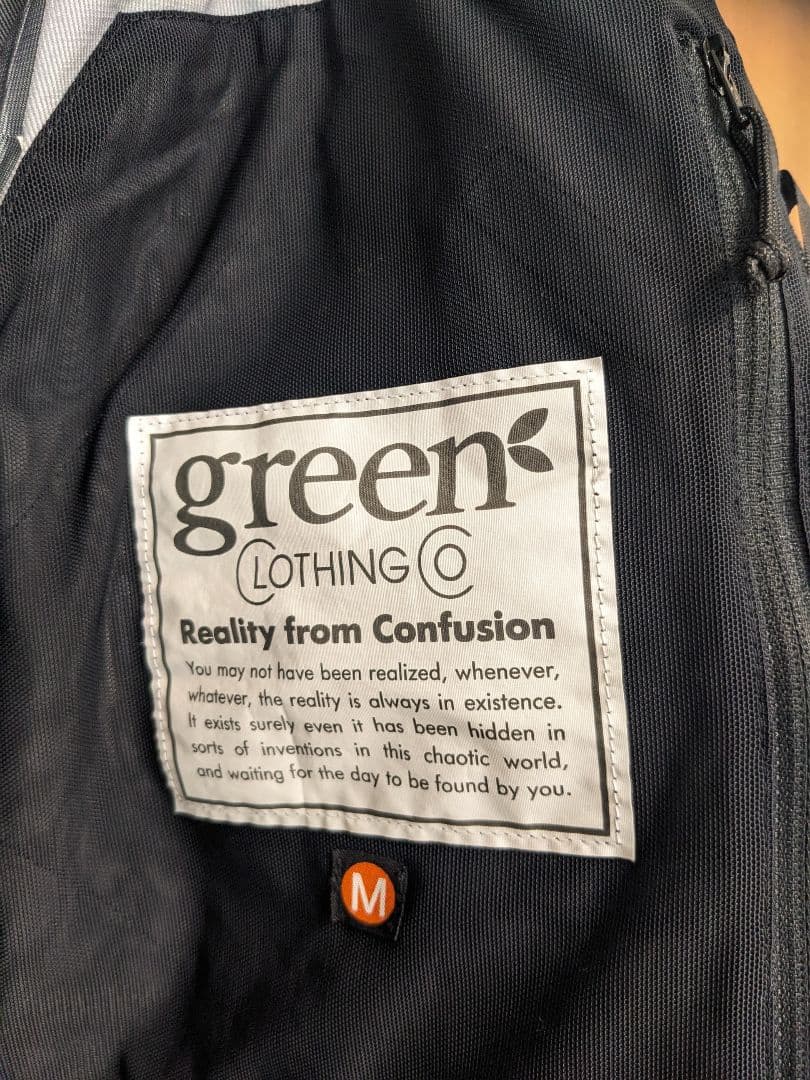 green
CLOTHING CO
Reality from Confusion
You may not have been realized, whenever,
whatever, the reality is always in existence.
It exists surely even it has been hidden in
sorts of inventions in this chaotic world,
and waiting for the day to be found by you.
M